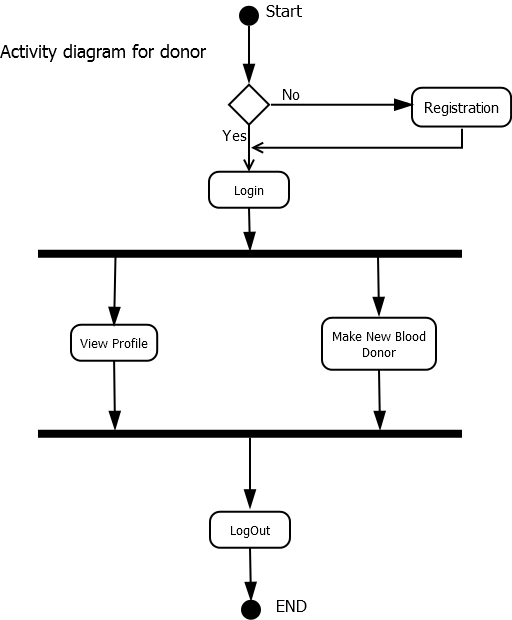 Start
Activity diagram for donor
No
Registration
Yes
Login
View Profile
Make New Blood
Donor
LogOut
END